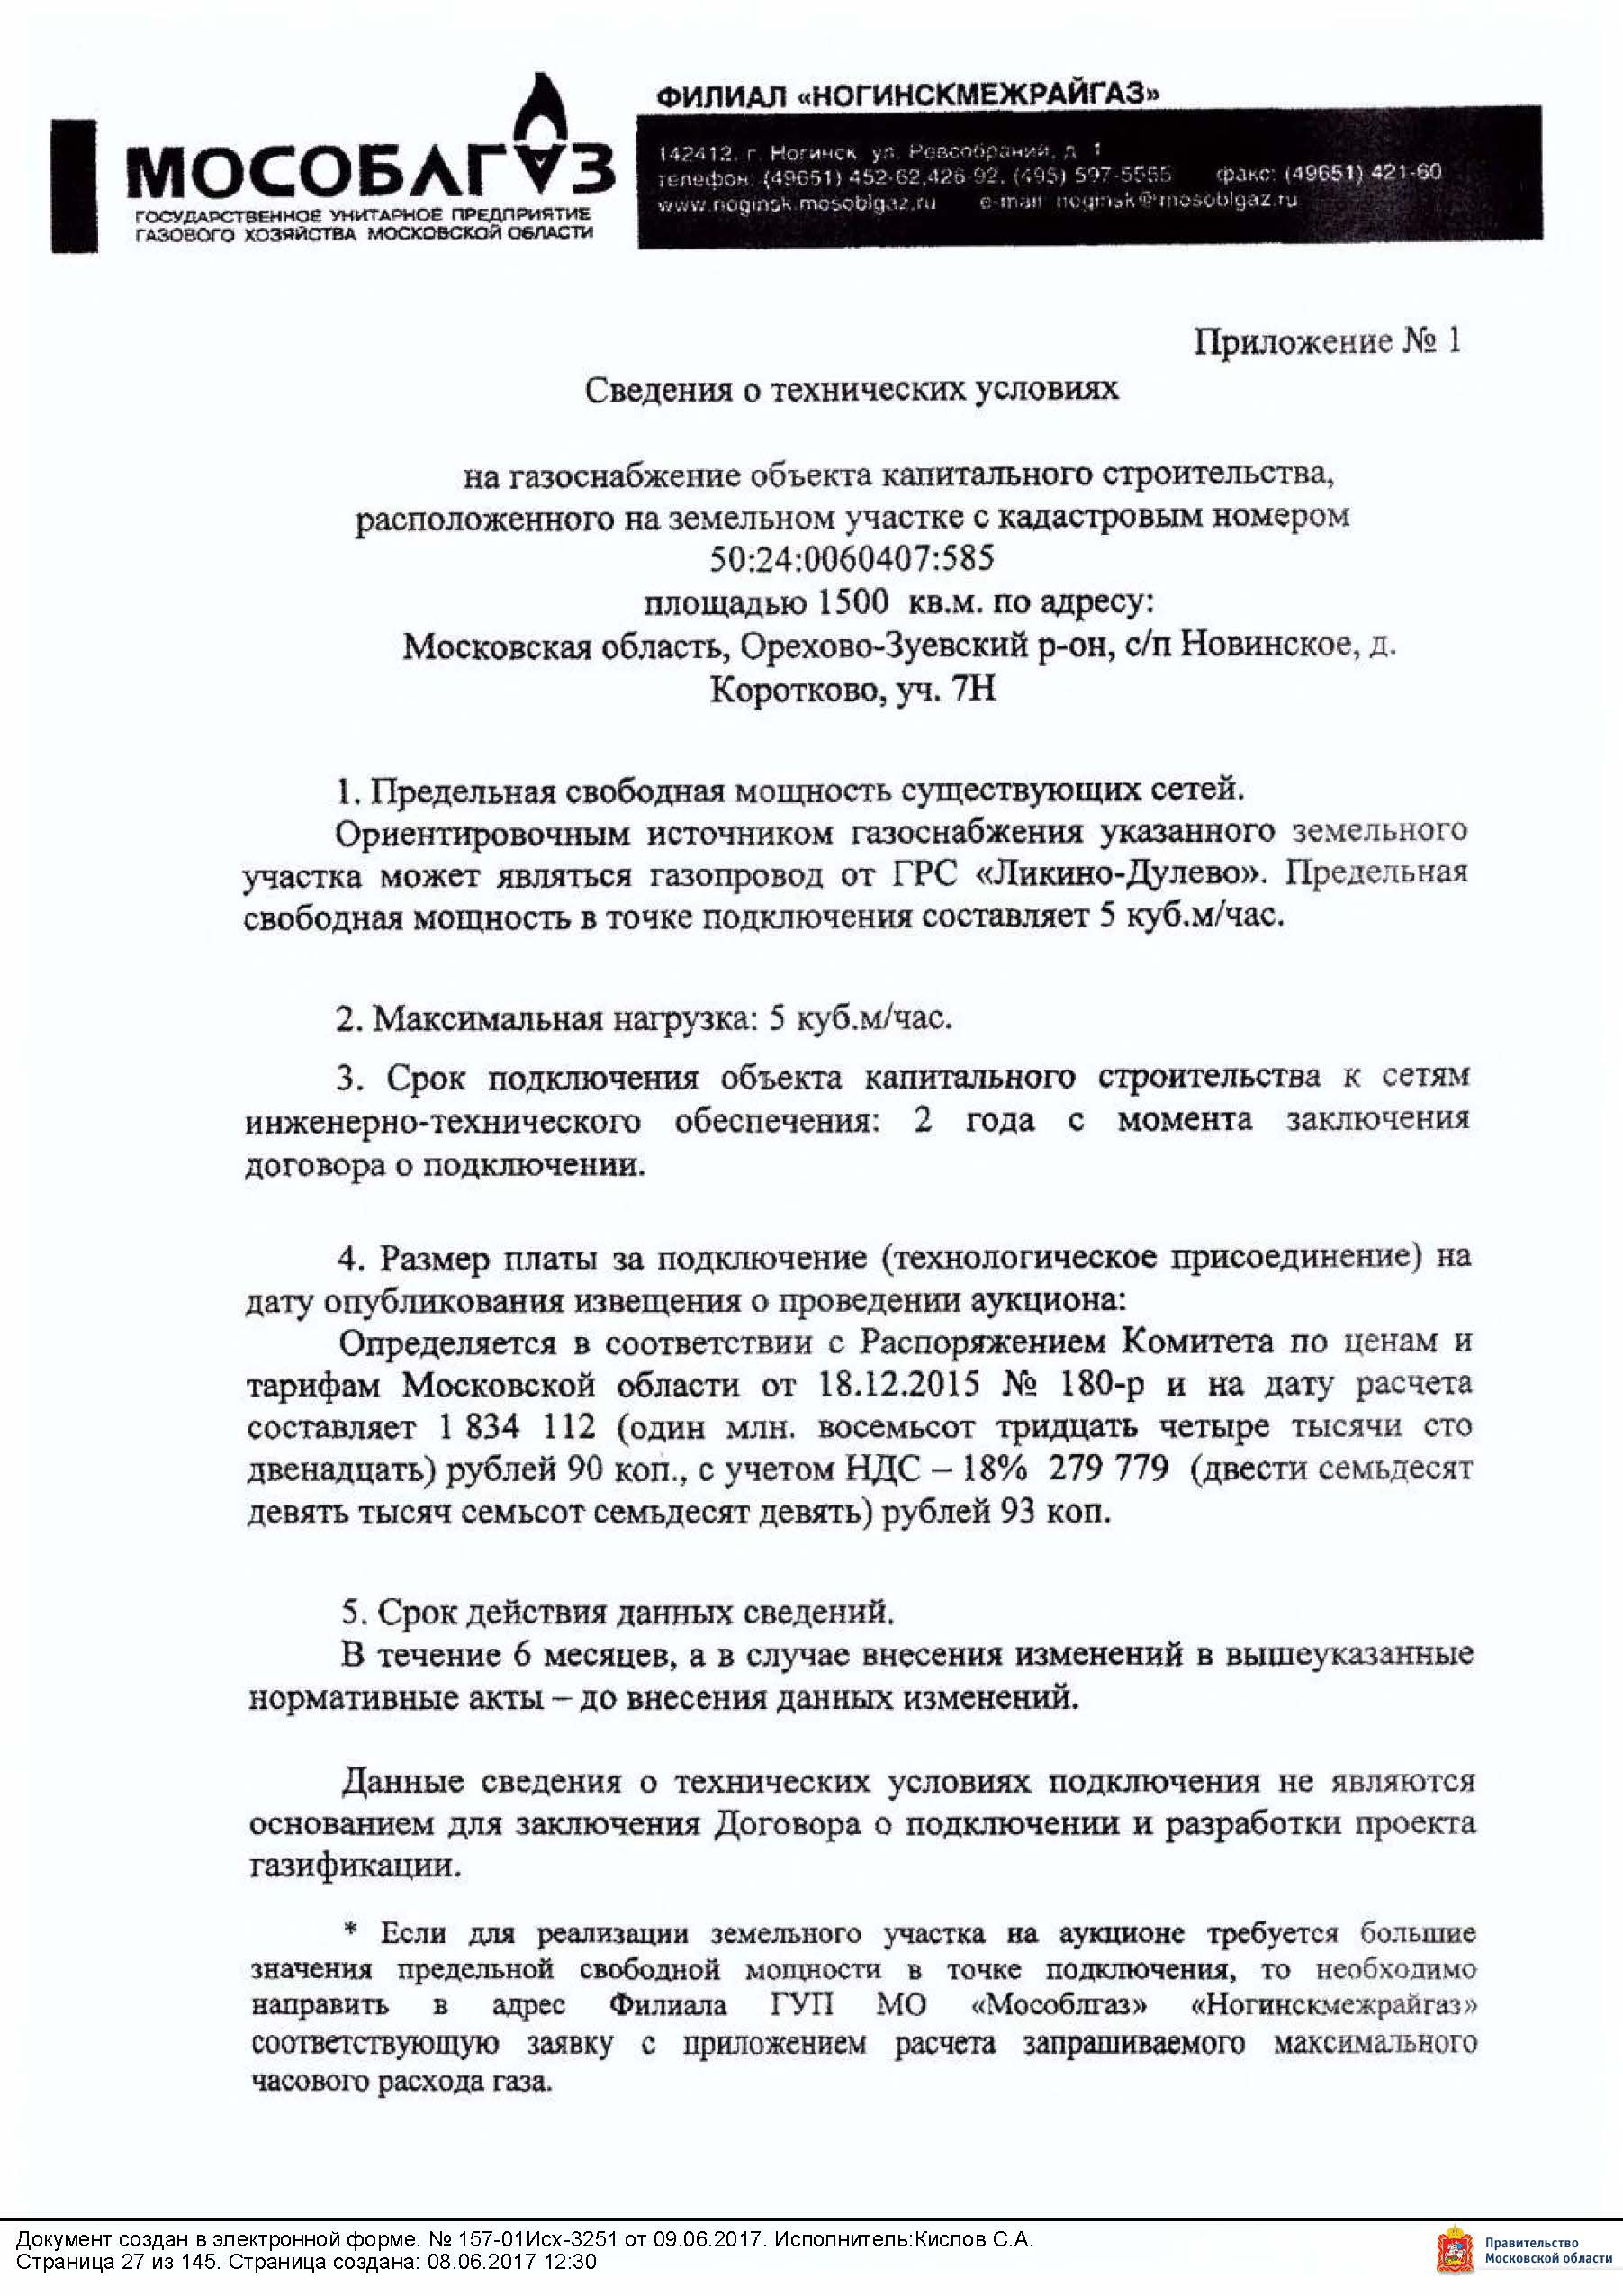 ФИЛИАЛ «НОГИНСКМЕЖРАЙГАЗ»
МОСОБЛГАЗ
ГОСУДАРСТВЕННОЕ УНИТАРНОЕ ПРЕДПРИЯТИЕ
ГАЗОВОГО ХОЗЯЙСТВА МОСКОВСКОЙ ОБЛАСТИ
142412, г. Ногинск ул. Ревсобраний, д. 1
телефон: (49651) 452-62,426-92, (495) 597-5555 факс: (49651) 421-60
www.noginsk.mosoblgaz.ru e-mail: noginsk@mosoblgaz.ru
Приложение № 1
Сведения о технических условиях
на газоснабжение объекта капитального строительства,
расположенного на земельном участке с кадастровым номером
50:24:0060407:585
площадью 1500 кв.м. по адресу:
Московская область, Орехово-Зуевский р-он, с/п Новинское, д.
Коротково, уч. 7Н
1. Предельная свободная мощность существующих сетей.
Ориентировочным источником газоснабжения указанного земельного
участка может являться газопровод от ГРС «Ликино-Дулево». Предельная
свободная мощность в точке подключения составляет 5 куб.м/час.
2. Максимальная нагрузка: 5 куб.м/час.
3. Срок подключения объекта капитального строительства к сетям
инженерно-технического обеспечения: 2 года с момента заключения
договора о подключении.
4. Размер платы за подключение (технологическое присоединение) на
дату опубликования извещения о проведении аукциона:
Определяется в соответствии с Распоряжением Комитета по ценам и
тарифам Московской области от 18.12.2015 № 180-р и на дату расчета
составляет 1 834 112 (один млн. восемьсот тридцать четыре тысячи сто
двенадцать) рублей 90 коп., с учетом НДС – 18% 279 779 (двести семьдесят
девять тысяч семьсот семьдесят девять) рублей 93 коп.
5. Срок действия данных сведений.
В течение 6 месяцев, а в случае внесения изменений в вышеуказанные
нормативные акты – до внесения данных изменений.
Данные сведения о технических условиях подключения не являются
основанием для заключения Договора о подключении и разработки проекта
газификации.
* Если для реализации земельного участка на аукционе требуется большие
значения предельной свободной мощности в точке подключения, то необходимо
направить в адрес Филиала ГУП МО «Мособлгаз» «Ногинскмежрайгаз»
соответствующую заявку с приложением расчета запрашиваемого максимального
часового расхода газа.
Документ создан в электронной форме. № 157-01Исх-3251 от 09.06.2017. Исполнитель:Кислов С.А.
Страница 27 из 145. Страница создана: 08.06.2017 12:30
Правительство
Московской области